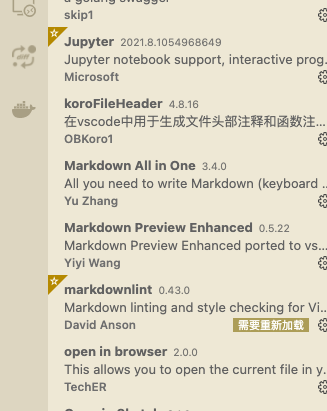 skip1
Jupyter 2021.8.1054968649
Jupyter notebook support, interactive prog...
Microsoft
koroFileHeader 4.8.16
在vscode中用于生成文件头部注释和函数注...
OBKoro1
Markdown All in One 3.4.0
All you need to write Markdown (keyboard ...
Yu Zhang
Markdown Preview Enhanced 0.5.22
Markdown Preview Enhanced ported to vs...
Yiyi Wang
markdownlint 0.43.0
Markdown linting and style checking for Vi...
David Anson 需要重新加载
open in browser 2.0.0
This allows you to open the current file in y...
TechER